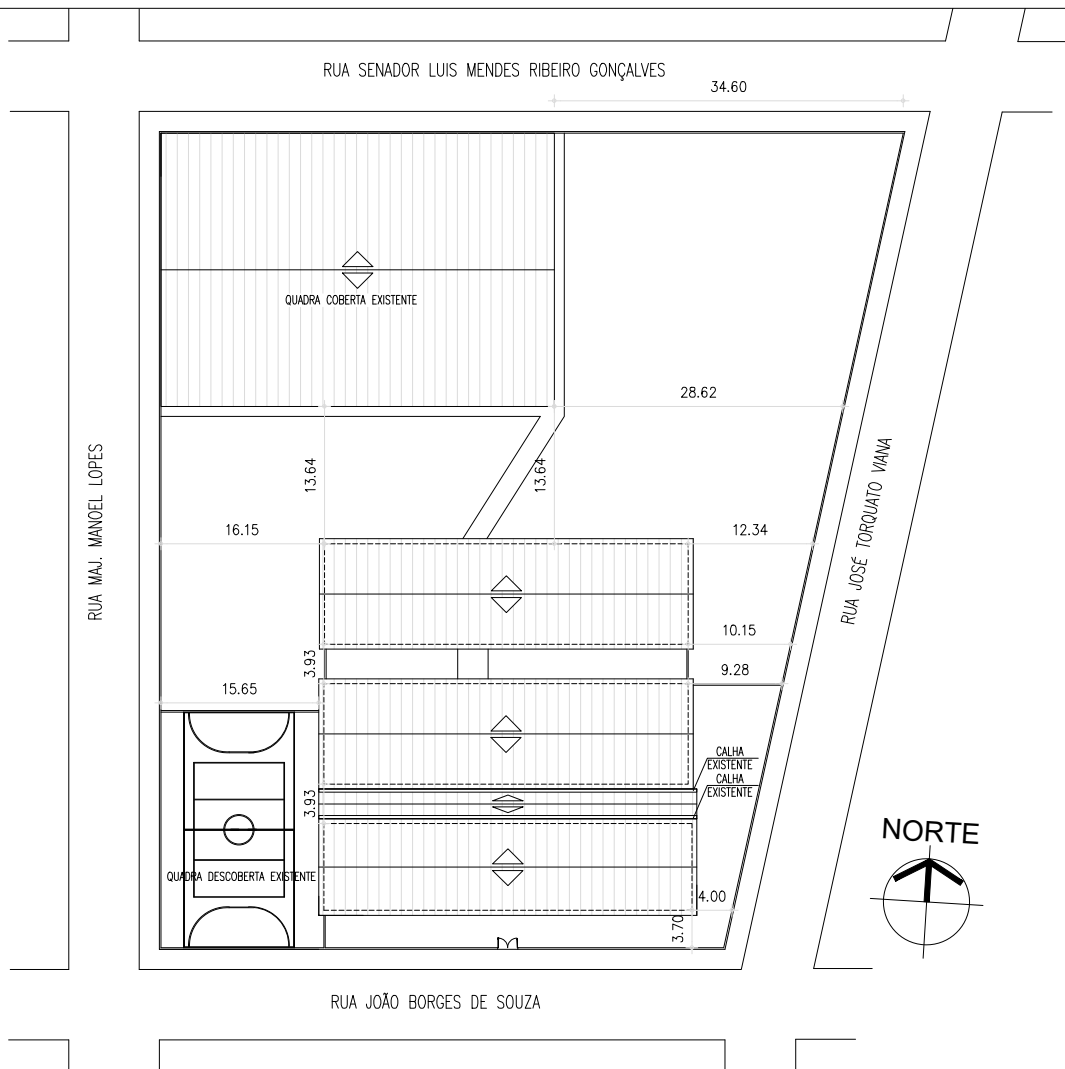 RUA SENADOR LUIS MENDES RIBEIRO GONÇALVES
34.60
QUADRA COBERTA EXISTENTE
28.62
RUA MAJ. MANOEL LOPES
13.64
13.64
RUA JOSÉ TORQUATO VIANA
16.15
12.34
10.15
3.93
9.28
15.65
CALHA
EXISTENTE
CALHA
EXISTENTE
3.93
NORTE
QUADRA DESCOBERTA EXISTENTE
4.00
3.70
RUA JOÃO BORGES DE SOUZA